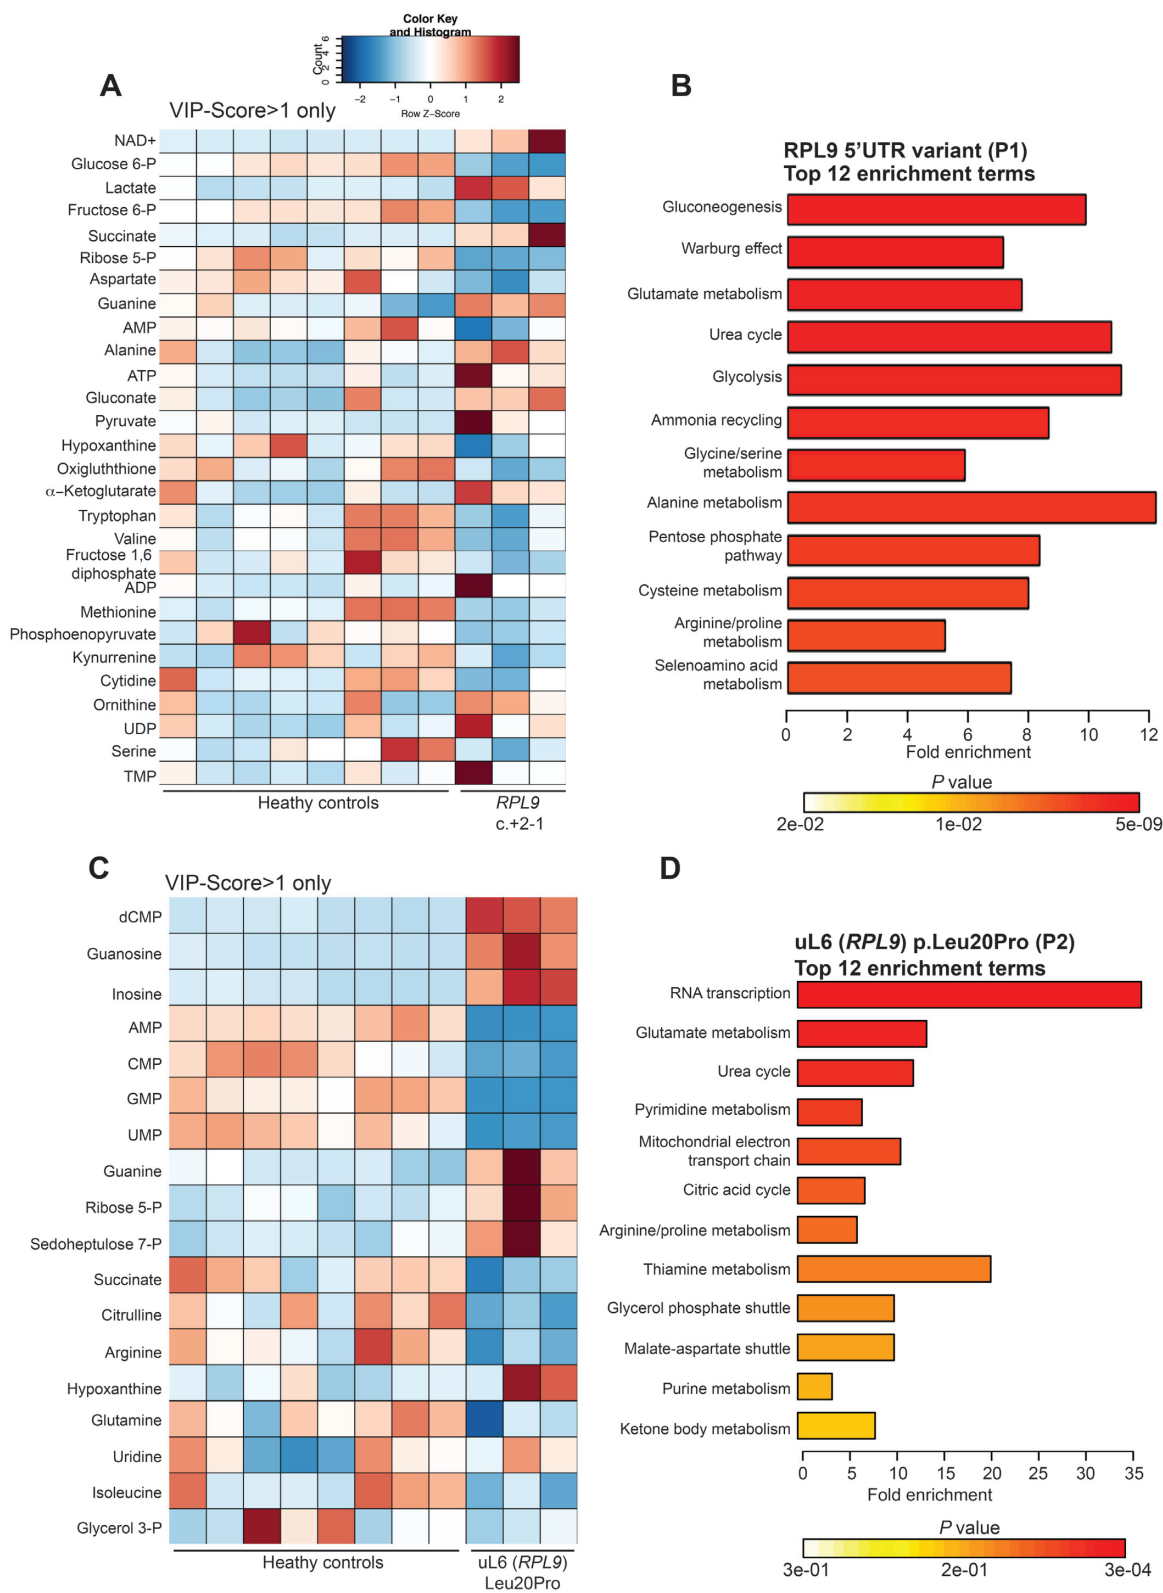 Color Key
and Histogram
Count
0 2 4 6
−2 −1 0 1 2
Row Z−Score
A
VIP-Score>1 only
NAD+
Glucose 6-P
Lactate
Fructose 6-P
Succinate
Ribose 5-P
Aspartate
Guanine
AMP
Alanine
ATP
Gluconate
Pyruvate
Hypoxanthine
Oxigluththione
α−Ketoglutarate
Tryptophan
Valine
Fructose 1,6
diphosphate
ADP
Methionine
Phosphoenopyruvate
Kynurrenine
Cytidine
Ornithine
UDP
Serine
TMP
Heathy controls
RPL9
c.+2-1
B
RPL9 5’UTR variant (P1)
Top 12 enrichment terms
Gluconeogenesis
Warburg effect
Glutamate metabolism
Urea cycle
Glycolysis
Ammonia recycling
Glycine/serine
metabolism
Alanine metabolism
Pentose phosphate
pathway
Cysteine metabolism
Arginine/proline
metabolism
Selenoamino acid
metabolism
0 2 4 6 8 10 12
Fold enrichment
P value
2e-02 1e-02 5e-09
C
VIP-Score>1 only
dCMP
Guanosine
Inosine
AMP
CMP
GMP
UMP
Guanine
Ribose 5-P
Sedoheptulose 7-P
Succinate
Citrulline
Arginine
Hypoxanthine
Glutamine
Uridine
Isoleucine
Glycerol 3-P
Heathy controls
uL6 (RPL9)
Leu20Pro
D
uL6 (RPL9) p.Leu20Pro (P2)
Top 12 enrichment terms
RNA transcription
Glutamate metabolism
Urea cycle
Pyrimidine metabolism
Mitochondrial electron
transport chain
Citric acid cycle
Arginine/proline metabolism
Thiamine metabolism
Glycerol phosphate shuttle
Malate-aspartate shuttle
Purine metabolism
Ketone body metabolism
0 5 10 15 20 25 30 35
Fold enrichment
P value
3e-01 2e-01 3e-04